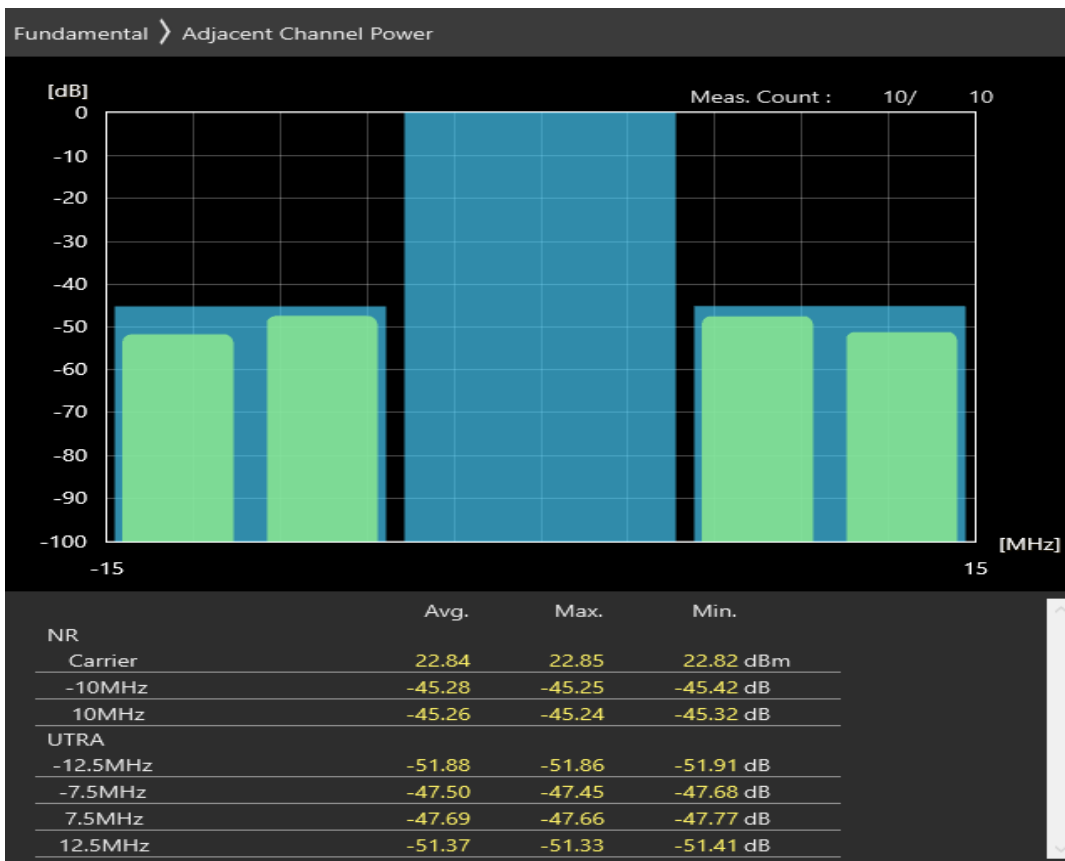 Fundamental 〉 Adjacent Channel Power
[dB]
Meas. Count : 10/ 10
0
-10
-20
-30
-40
-50
-60
-70
-80
-90
-100
[MHz]
-15 15
Avg. Max. Min.
NR
Carrier 22.84 22.85 22.82 dBm
-10MHz -45.28 -45.25 -45.42 dB
10MHz -45.26 -45.24 -45.32 dB
UTRA
-12.5MHz -51.88 -51.86 -51.91 dB
-7.5MHz -47.50 -47.45 -47.68 dB
7.5MHz -47.69 -47.66 -47.77 dB
12.5MHz -51.37 -51.33 -51.41 dB